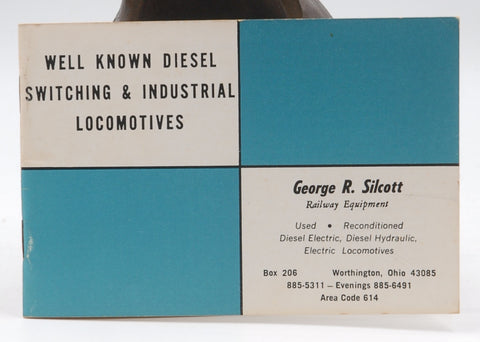 WELL KNOWN DIESEL
SWITCHING & INDUSTRIAL
LOCOMOTIVES
George R. Silcott
Railway Equipment
Used • Reconditioned
Diesel Electric, Diesel Hydraulic,
Electric Locomotives
Box 206 Worthington, Ohio 43085
885-5311 — Evenings 885-6491
Area Code 614